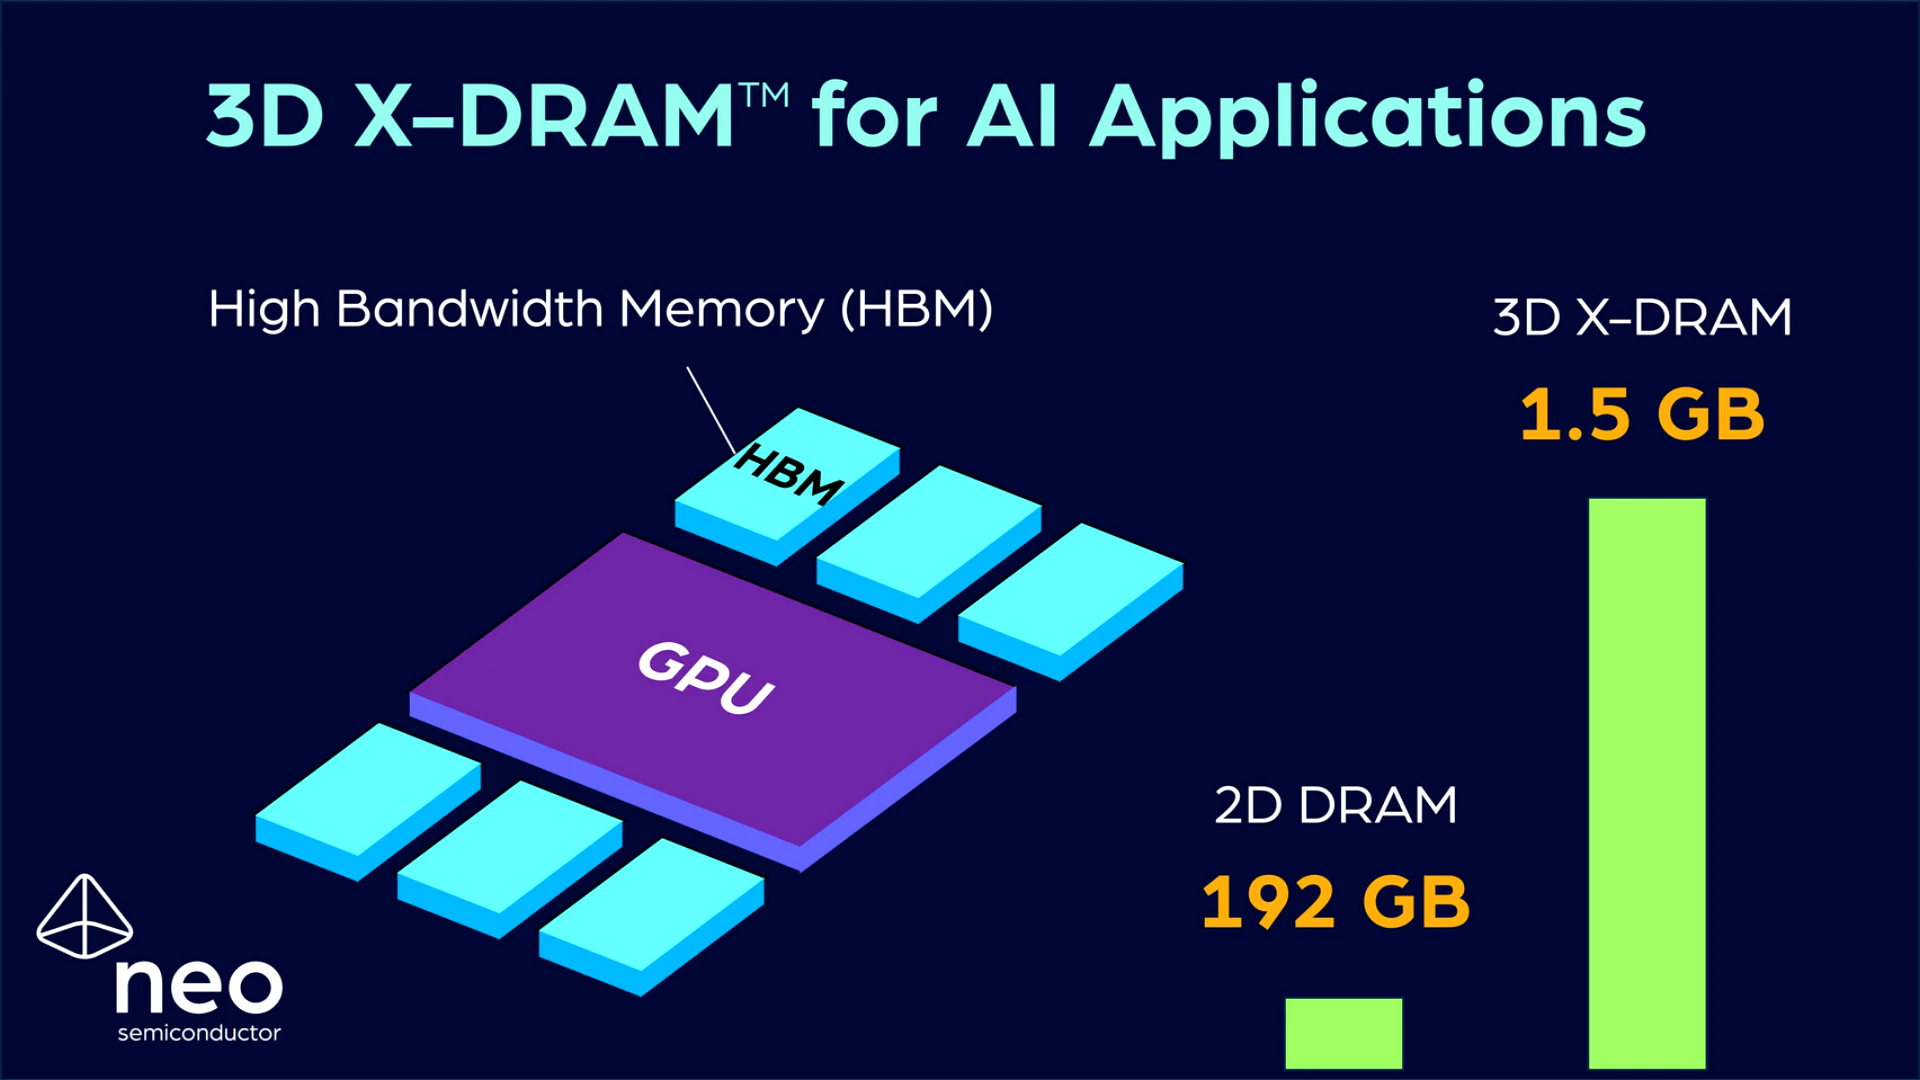 3D X-DRAM™ for AI Applications
High Bandwidth Memory (HBM)
HBM
GPU
3D X-DRAM
1.5 GB
2D DRAM
192 GB
neo
semiconductor